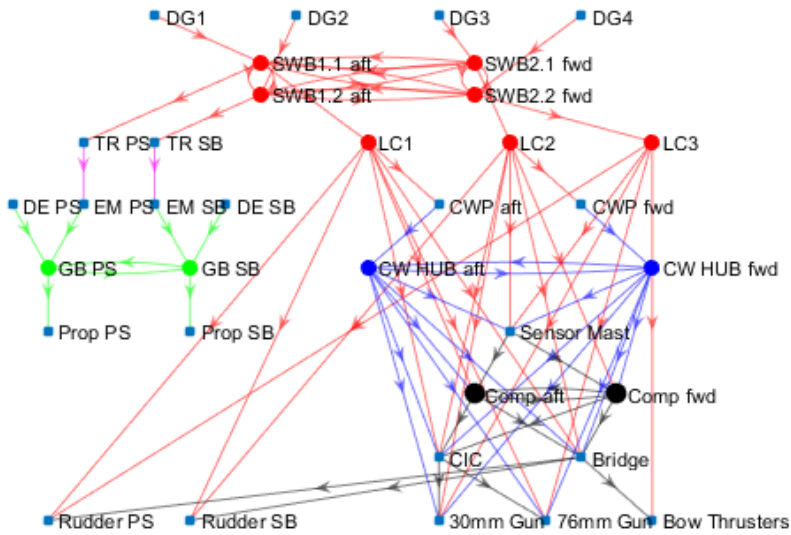 DG1 DG2 DG3 DG4
SWB1.1 aft SWB2.1 fwd
SWB1.2 aft SWB2.2 fwd
TR PS TR SB LC1 LC2 LC3
DE PS EM PS EM SB DE SB CWP aft CWP fwd
GB PS GB SB CW HUB aft CW HUB fwd
Prop PS Prop SB Sensor Mast
Comp aft Comp fwd
CIC Bridge
Rudder PS Rudder SB 30mm Gun 76mm Gun Bow Thrusters